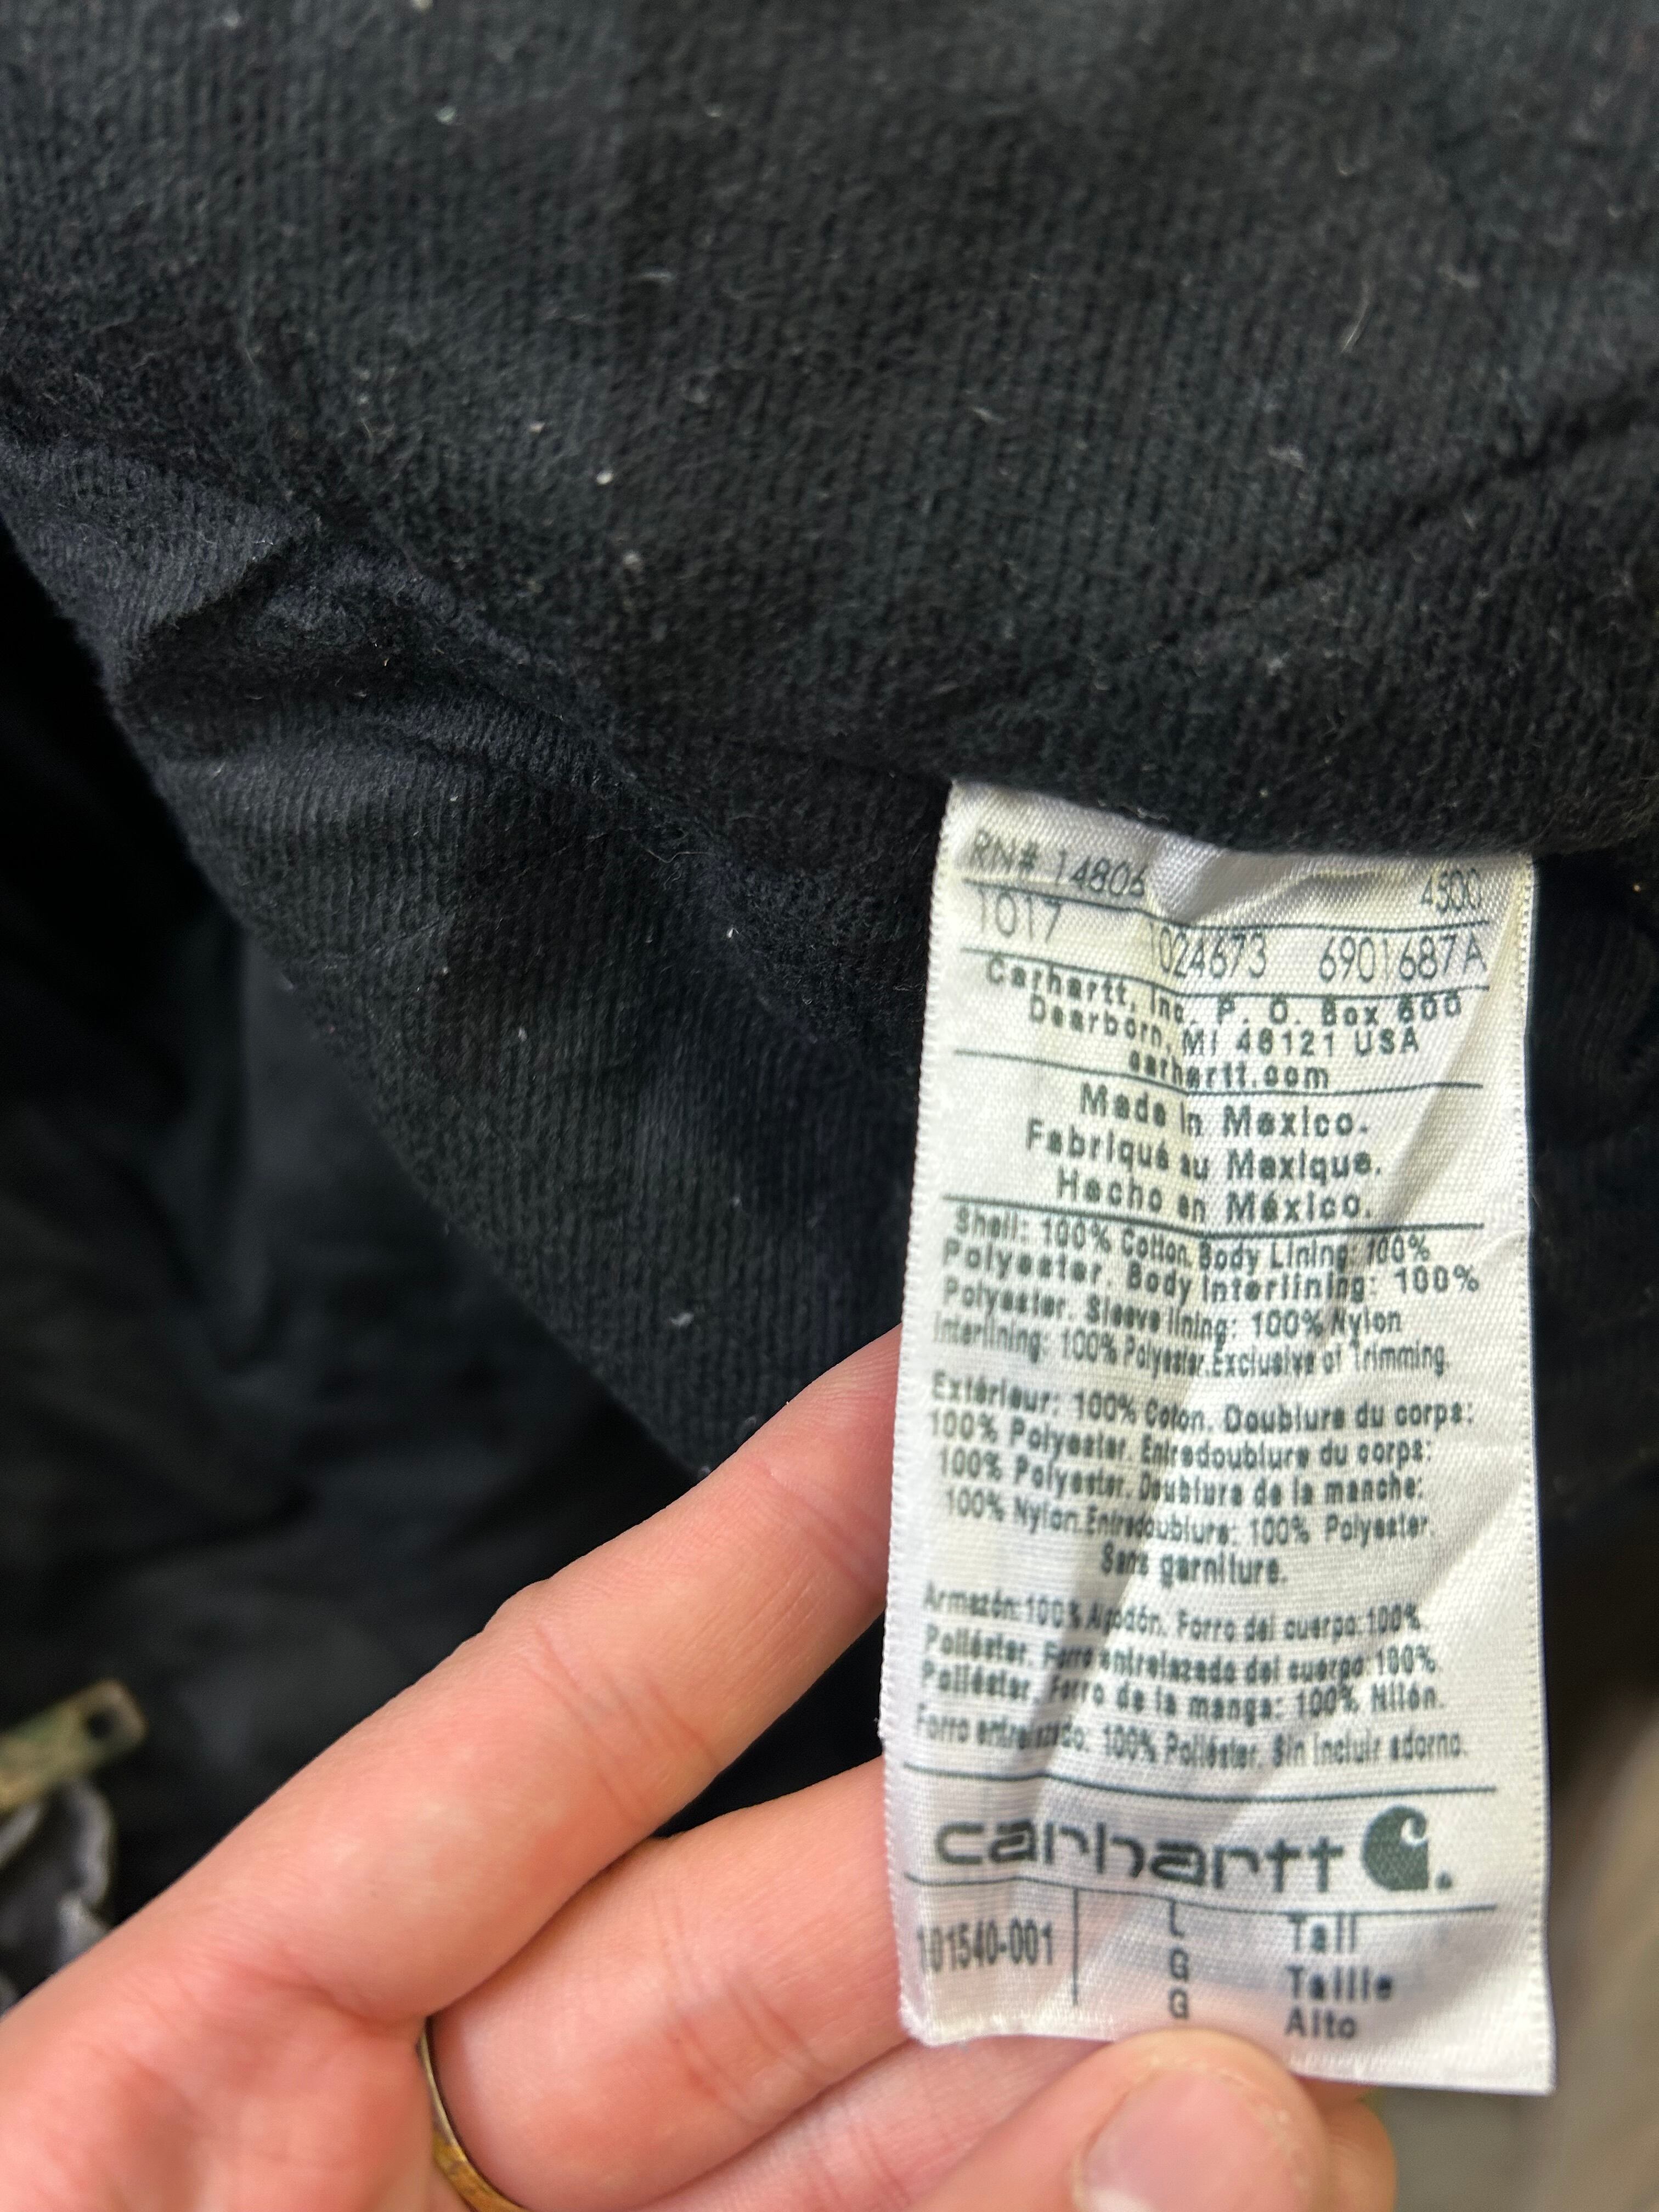 RN# 14806 4500
1017 1024673 6901687A
Carhartt, Inc. P. O. Box 600
Dearborn, MI 48121 USA
carhartt.com
Made in Mexico.
Fabriqué au Mexique.
Hecho en México.
Shell: 100% Cotton. Body Lining: 100%
Polyester. Body Interlining: 100%
Polyester. Sleeve lining: 100% Nylon
Interlining: 100% Polyester. Exclusive of Trimming.
Extérieur: 100% Coton. Doublure du corps:
100% Polyester. Entredoublure du corps:
100% Polyester. Doublure de la manche:
100% Nylon. Entredoublure: 100% Polyester.
Sans garniture.
Armazón: 100% Algodón. Forro del cuerpo: 100%
Poliéster. Forro entrelazado del cuerpo: 100%
Poliéster. Forro de la manga: 100% Nilón.
Forro entrelazado: 100% Poliéster. Sin incluir adorno.
carhartt
101540-001 L Tall
G Taille
G Alto